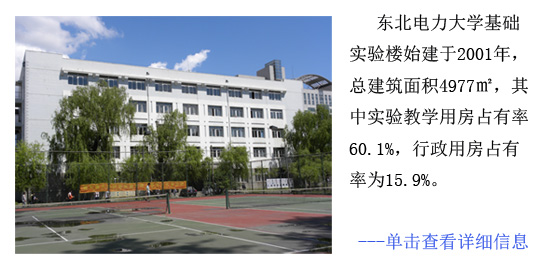 东北电力大学基础
实验楼始建于2001年，
总建筑面积4977㎡，其
中实验教学用房占有率
60.1%，行政用房占有
率为15.9%。
---单击查看详细信息